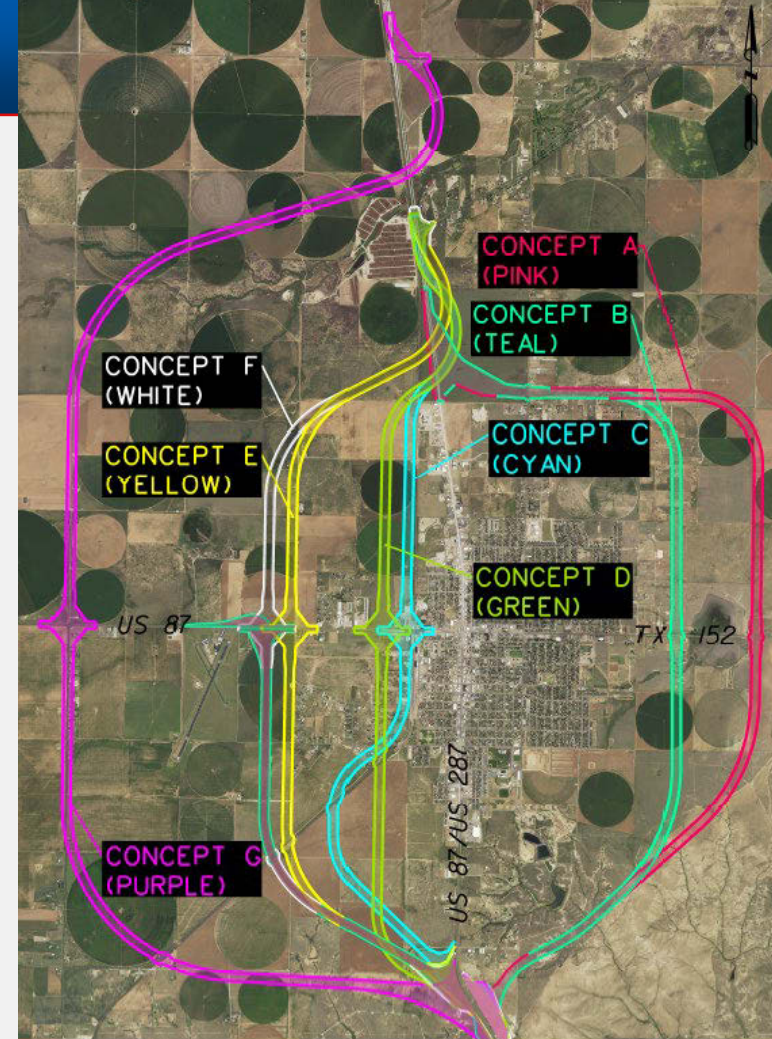 N
CONCEPT A
(PINK)
CONCEPT B
(TEAL)
CONCEPT F
(WHITE)
CONCEPT C
(CYAN)
CONCEPT E
(YELLOW)
CONCEPT D
(GREEN)
US 87
TX 152
US 87/US 287
CONCEPT G
(PURPLE)